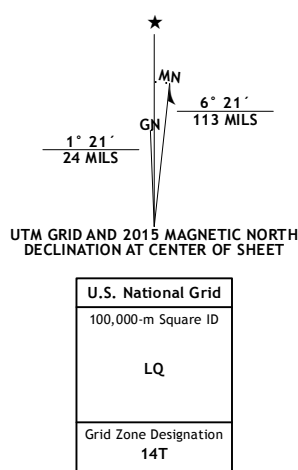 ★
MN
GN
6° 21´
113 MILS
1° 21´
24 MILS
UTM GRID AND 2015 MAGNETIC NORTH
DECLINATION AT CENTER OF SHEET
U.S. National Grid
100,000-m Square ID
LQ
Grid Zone Designation
14T